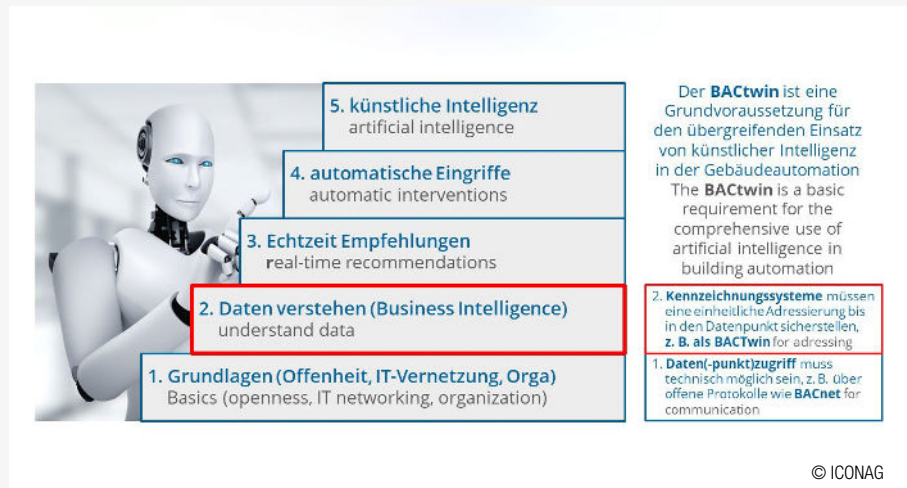 5. künstliche Intelligenz
artificial intelligence
4. automatische Eingriffe
automatic interventions
3. Echtzeit Empfehlungen
real-time recommendations
2. Daten verstehen (Business Intelligence)
understand data
1. Grundlagen (Offenheit, IT-Vernetzung, Orga)
Basics (openness, IT networking, organization)
Der BACtwin ist eine
Grundvoraussetzung für
den übergreifenden Einsatz
von künstlicher Intelligenz
in der Gebäudeautomation
The BACtwin is a basic
requirement for the
comprehensive use of
artificial intelligence in
building automation
2. Kennzeichnungssysteme müssen
eine einheitliche Adressierung bis
in den Datenpunkt sicherstellen,
z. B. als BACTwin for adressing
1. Daten(-punkt)zugriff muss
technisch möglich sein, z. B. über
offene Protokolle wie BACnet for
communication
© ICONAG